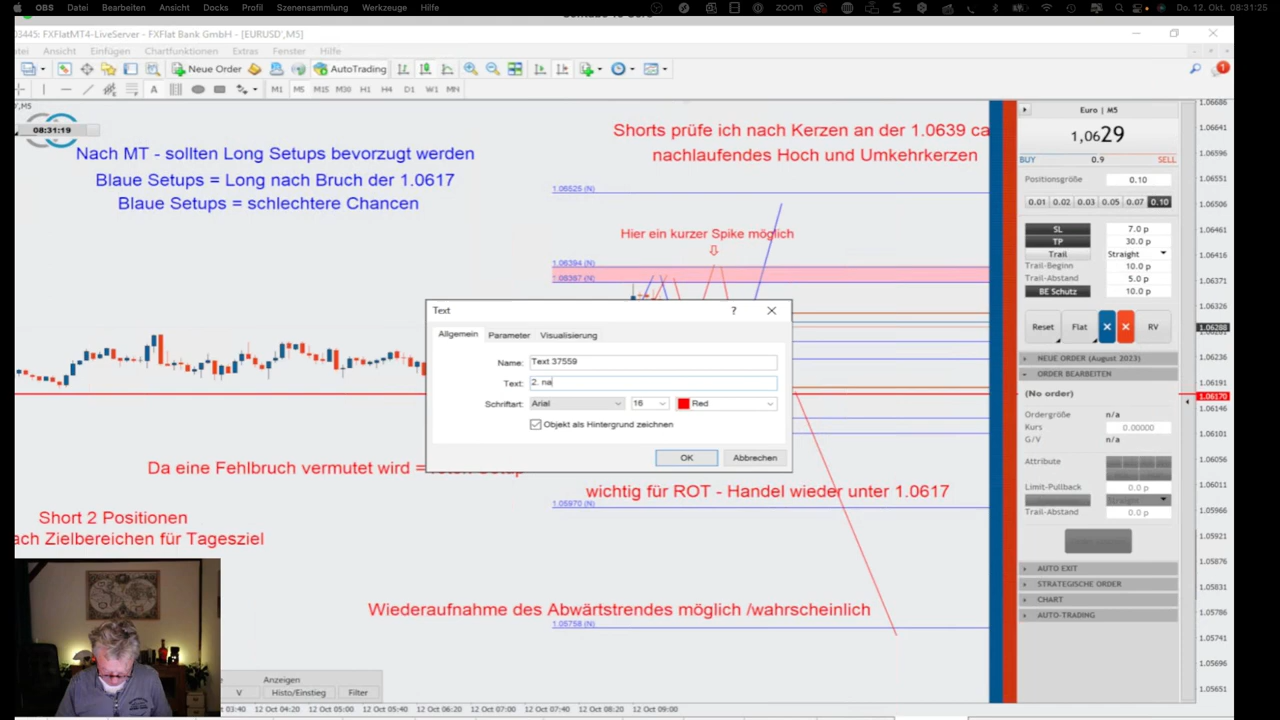 OBS Datei Bearbeiten Ansicht Docks Profil Szenensammlung Werkzeuge Hilfe
ZOOM Do. 12. Okt. 08:31:25
03445: FXFlatMT4-LiveServer - FXFlat Bank GmbH - [EURUSD',M5]
Ansicht Einfügen Chartfunktionen Extras Fenster Hilfe
Neue Order AutoTrading 1
A M1 M5 M15 M30 H1 H4 D1 W1 MN
',M5
08:31:19
Nach MT - sollten Long Setups bevorzugt werden
Blaue Setups = Long nach Bruch der 1.0617
Blaue Setups = schlechtere Chancen
Shorts prüfe ich nach Kerzen an der 1.0639 ca
nachlaufendes Hoch und Umkehrkerzen
1.06525 (N)
Hier ein kurzer Spike möglich
1.06394 (N)
1.06367 (N)
Text ? ×
Allgemein Parameter Visualisierung
Name: Text 37559
Text: 2. na
Schriftart: Arial 16 Red
Objekt als Hintergrund zeichnen
OK Abbrechen
Da eine Fehlbruch vermutet wird =
wichtig für ROT - Handel wieder unter 1.0617
1.05970 (N)
Short 2 Positionen
ach Zielbereichen für Tagesziel
Wiederaufnahme des Abwärtstrendes möglich /wahrscheinlich
1.05758 (N)
Anzeigen
V Histo/Einstieg Filter
03:40 12 Oct 04:20 12 Oct 05:00 12 Oct 05:40 12 Oct 06:20 12 Oct 07:00 12 Oct 07:40 12 Oct 08:20 12 Oct 09:00
Euro | M5
1,0629
BUY 0.9 SELL
Positionsgröße 0.10
0.01 0.02 0.03 0.05 0.07 0.10
SL 7.0 p
TP 30.0 p
Trail Straight
Trail-Beginn 10.0 p
Trail-Abstand 5.0 p
BE Schutz 10.0 p
Reset Flat × × RV
NEUE ORDER (August 2023)
ORDER BEARBEITEN
(No order)
Ordergröße n/a
Kurs 0.00000
G/V n/a
Attribute
Limit-Pullback 0.0 p
Straight
Trail-Abstand 0.0 p
AUTO EXIT
STRATEGISCHE ORDER
CHART
AUTO-TRADING
1.06686
1.06641
1.06596
1.06551
1.06506
1.06461
1.06416
1.06371
1.06326
1.06288
1.06236
1.06191
1.06170
1.06146
1.06101
1.06056
1.06011
1.05966
1.05921
1.05876
1.05831
1.05786
1.05741
1.05696
1.05651